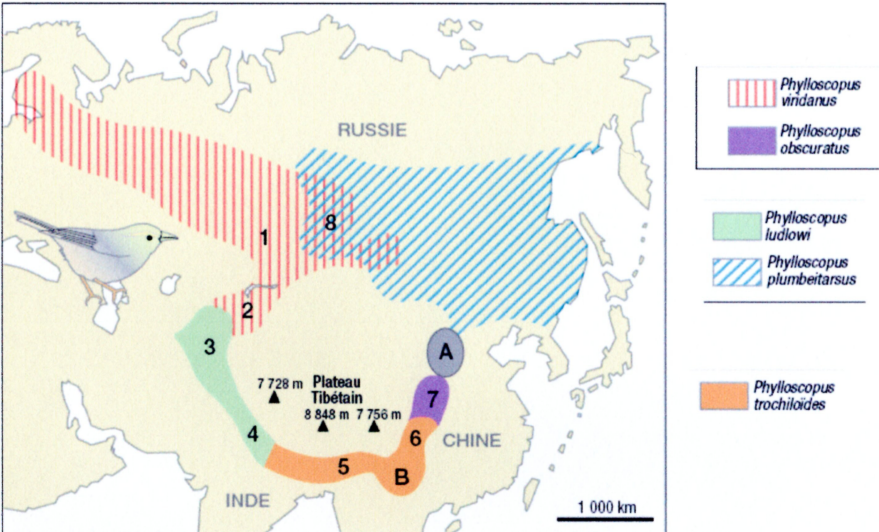 RUSSIE
1
8
2
3
A
7 728 m
Plateau
Tibétain
8 848 m
7 756 m
7
4
6
CHINE
5
B
INDE
1 000 km
Phylloscopus
viridanus
Phylloscopus
obscuratus
Phylloscopus
ludlowi
Phylloscopus
plumbeitarsus
Phylloscopus
trochiloïdes